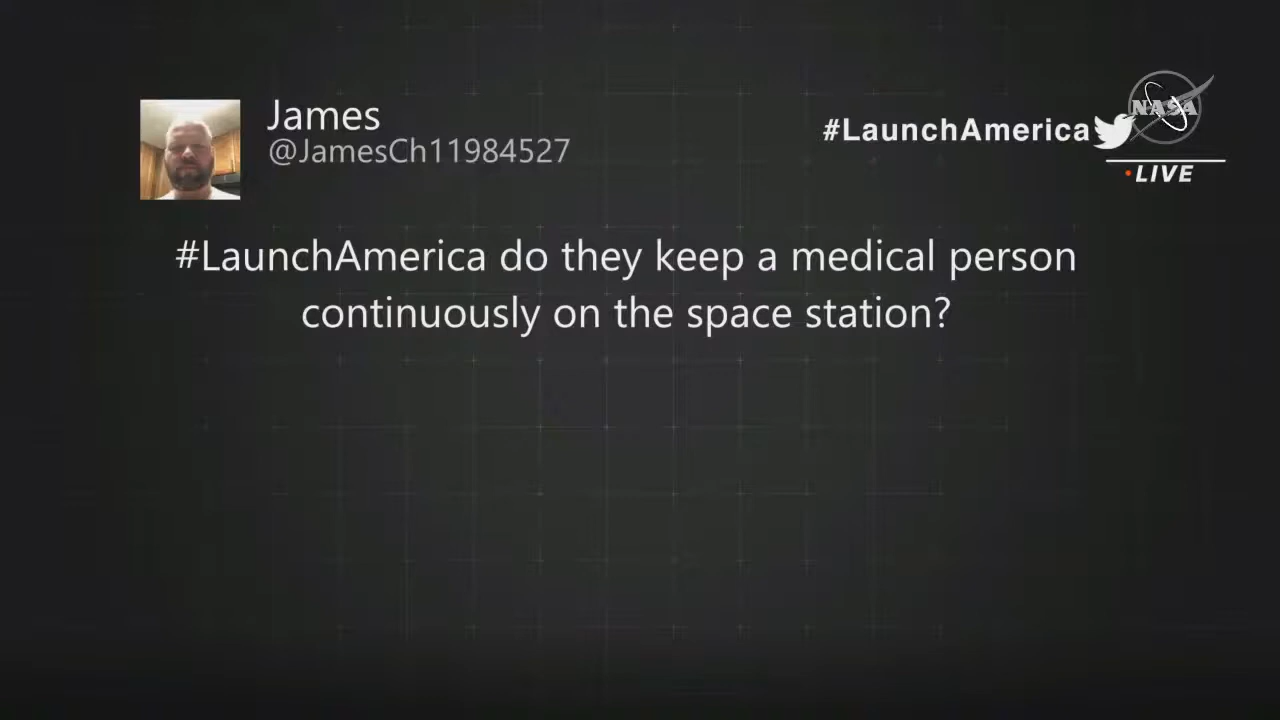 James
@JamesCh11984527
#LaunchAmerica
NASA
LIVE
#LaunchAmerica do they keep a medical person
continuously on the space station?